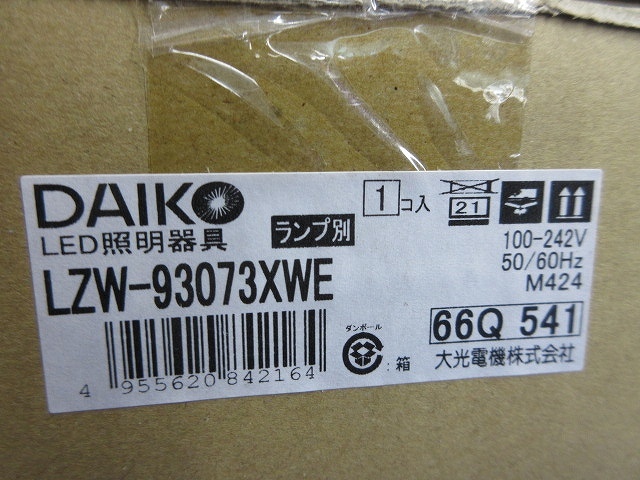 DAIKO
1コ入
21
LED照明器具
ランプ別
100-242V
LZW-93073XWE
50/60Hz
M424
66Q 541
ダンボール
:箱
大光電機株式会社
4 955620 842164